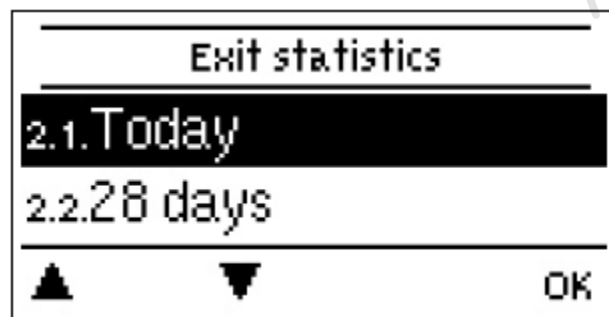 Exit statistics
2.1.Today
2.2.28 days
▲ ▼ OK